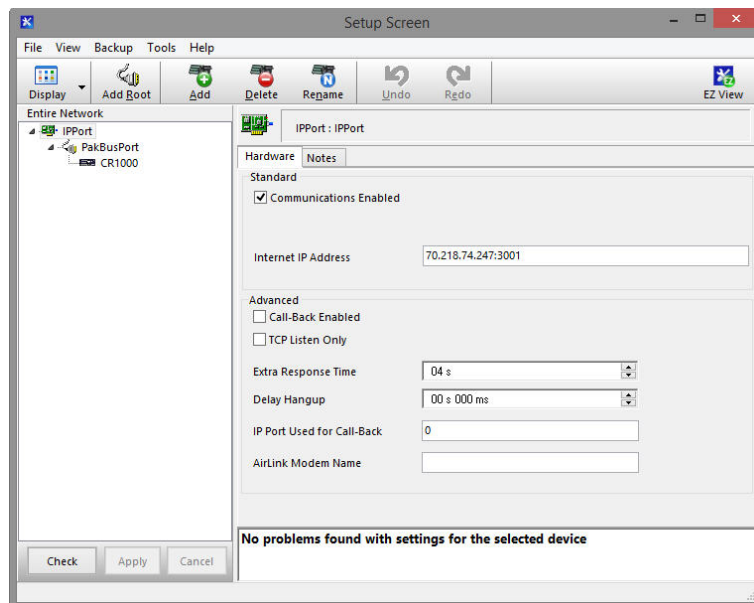 Setup Screen
File View Backup Tools Help
Display Add Root Add Delete Rename Undo Redo EZ View
Entire Network
IPPort
PakBusPort
CR1000
IPPort : IPPort
Hardware Notes
Standard
Communications Enabled
Internet IP Address 70.218.74.247:3001
Advanced
Call-Back Enabled
TCP Listen Only
Extra Response Time 04 s
Delay Hangup 00 s 000 ms
IP Port Used for Call-Back 0
AirLink Modem Name
No problems found with settings for the selected device
Check Apply Cancel